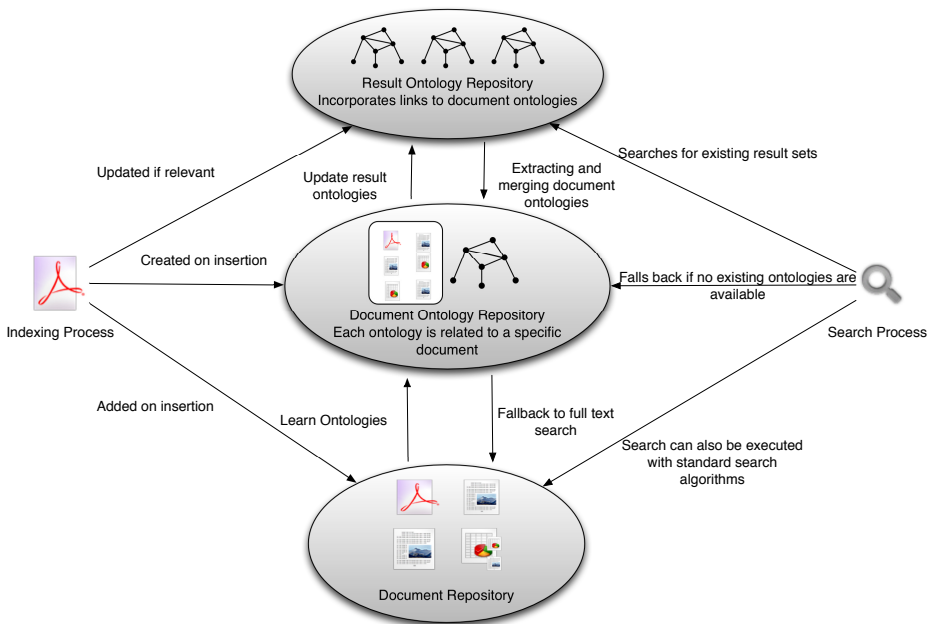 Result Ontology Repository
Incorporates links to document ontologies
Updated if relevant
Update result
ontologies
Extracting and
merging document
ontologies
Searches for existing result sets
Created on insertion
Falls back if no existing ontologies are
available
Document Ontology Repository
Each ontology is related to a specific
document
Indexing Process
Search Process
Added on insertion
Learn Ontologies
Fallback to full text
search
Search can also be executed
with standard search
algorithms
Document Repository